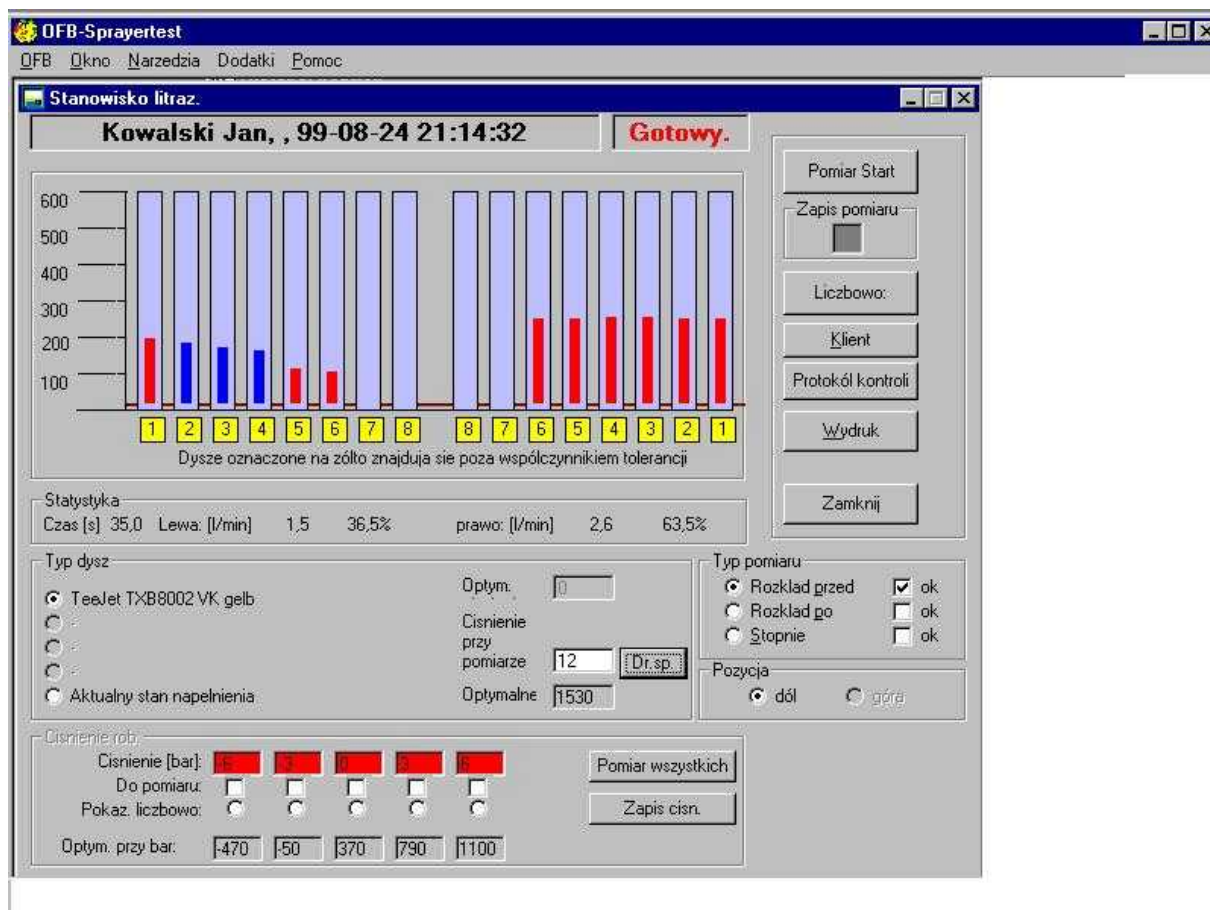 OFB-Sprayertest
OFB Okno Narzedzia Dodatki Pomoc
Stanowisko litraz.
Kowalski Jan, , 99-08-24 21:14:32 Gotowy.
Pomiar Start
Zapis pomiaru
Liczbowo:
Klient
Protokól kontroli
Wydruk
Zamknij
600
500
400
300
200
100
1 2 3 4 5 6 7 8 8 7 6 5 4 3 2 1
Dysze oznaczone na zólto znajduja sie poza wspólczynnikiem tolerancji
Statystyka
Czas [s] 35,0 Lewa: [l/min] 1,5 36,5% prawo: [l/min] 2,6 63,5%
Typ dysz
TeeJet TXB8002 VK gelb
-
-
-
Aktualny stan napelnienia
Optym. 0
Cisnienie
przy
pomiarze 12 Dr.sp.
Optymalne 1530
Typ pomiaru
Rozklad przed ok
Rozklad po ok
Stopnie ok
Pozycja
dól góra
Cisnienie rob.
Cisnienie [bar]: -6 -3 0 3 6
Do pomiaru:
Pokaz. liczbowo:
Optym. przy bar: -470 -50 370 790 1100
Pomiar wszystkich
Zapis cisn.